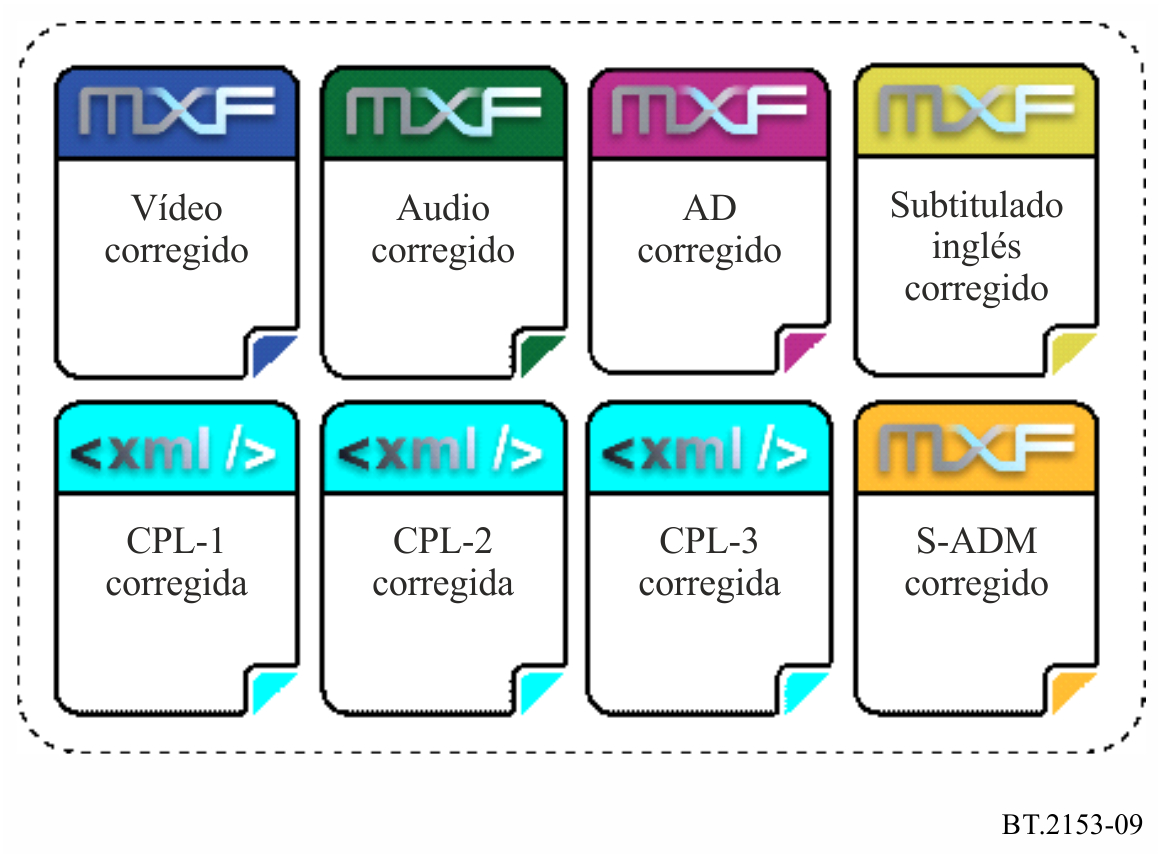 mxf mxf mxf mxf
Vídeo
corregido
Audio
corregido
AD
corregido
Subtitulado
inglés
corregido
<xml /> <xml /> <xml /> mxf
CPL-1
corregida
CPL-2
corregida
CPL-3
corregida
S-ADM
corregido
BT.2153-09